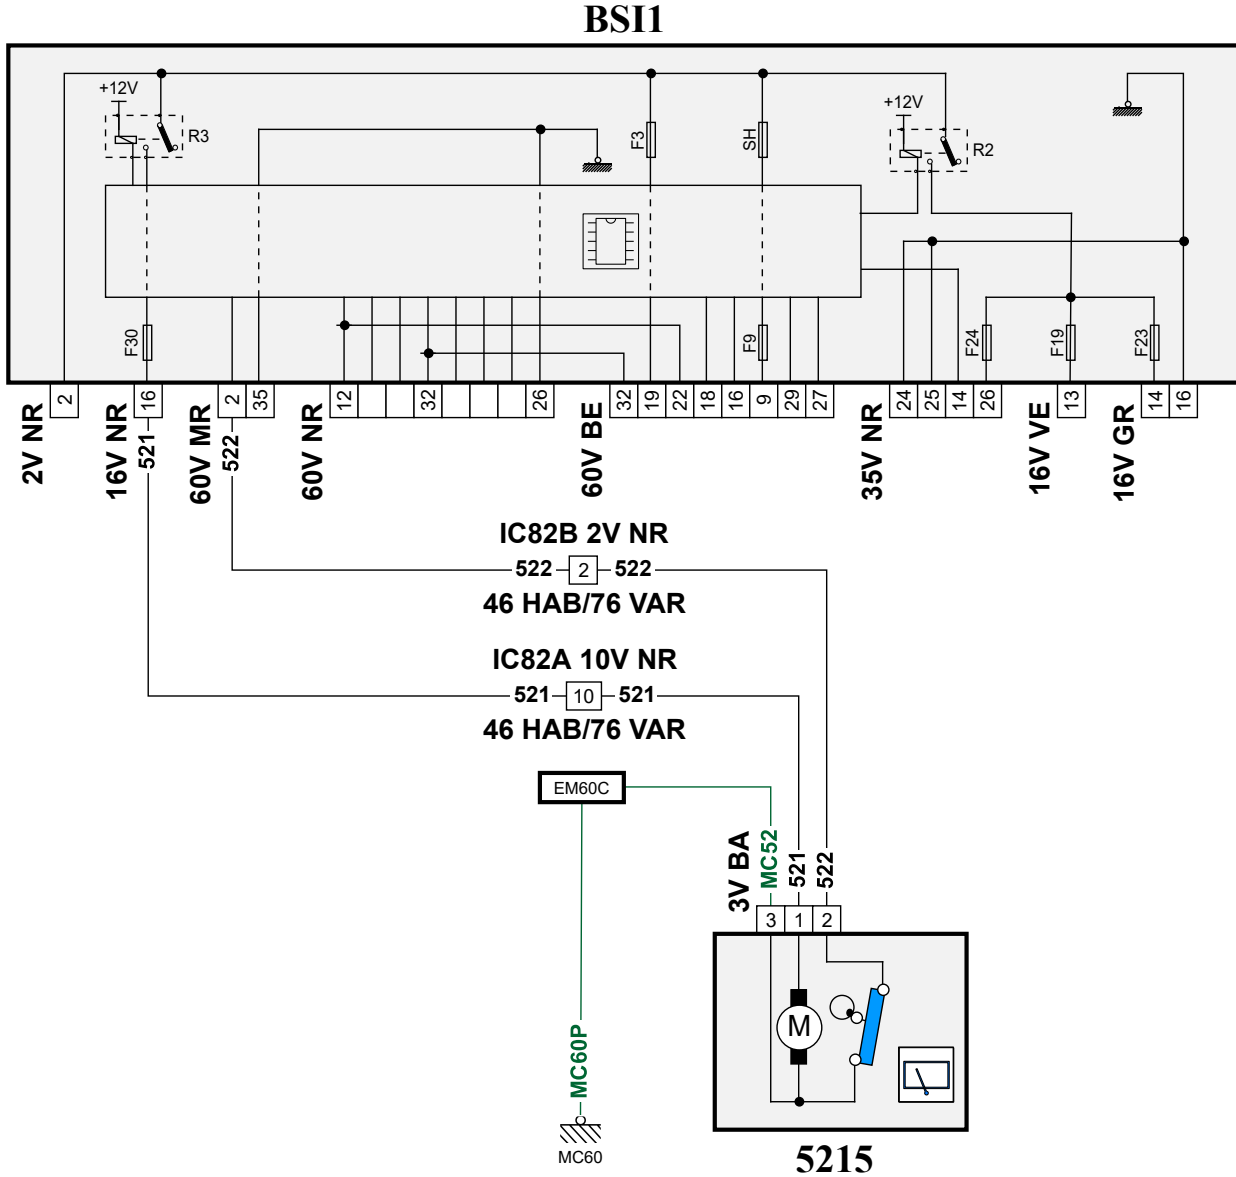 BSI1
+12V
R3
F3
SH
+12V
R2
F30
F9
F24
F19
F23
2 16 2 35 12 32 26 32 19 22 18 16 9 29 27 24 25 14 26 13 14 16
2V NR
16V NR
521
60V MR
522
60V NR
60V BE
35V NR
16V VE
16V GR
IC82B 2V NR
522 2 522
46 HAB/76 VAR
IC82A 10V NR
521 10 521
46 HAB/76 VAR
EM60C
3V BA
MC52
521
522
3 1 2
M
MC60P
MC60
5215